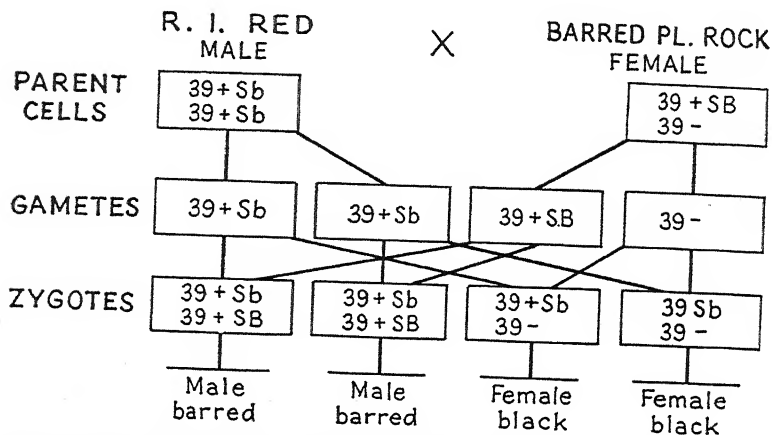 R. I. RED
MALE
X
BARRED PL. ROCK
FEMALE
PARENT
CELLS
39 + Sb
39 + Sb
39 + SB
39 -
GAMETES
39 + Sb
39 + Sb
39 + S.B
39 -
ZYGOTES
39 + Sb
39 + SB
39 + Sb
39 + SB
39 + Sb
39 -
39 Sb
39 -
Male
barred
Male
barred
Female
black
Female
black